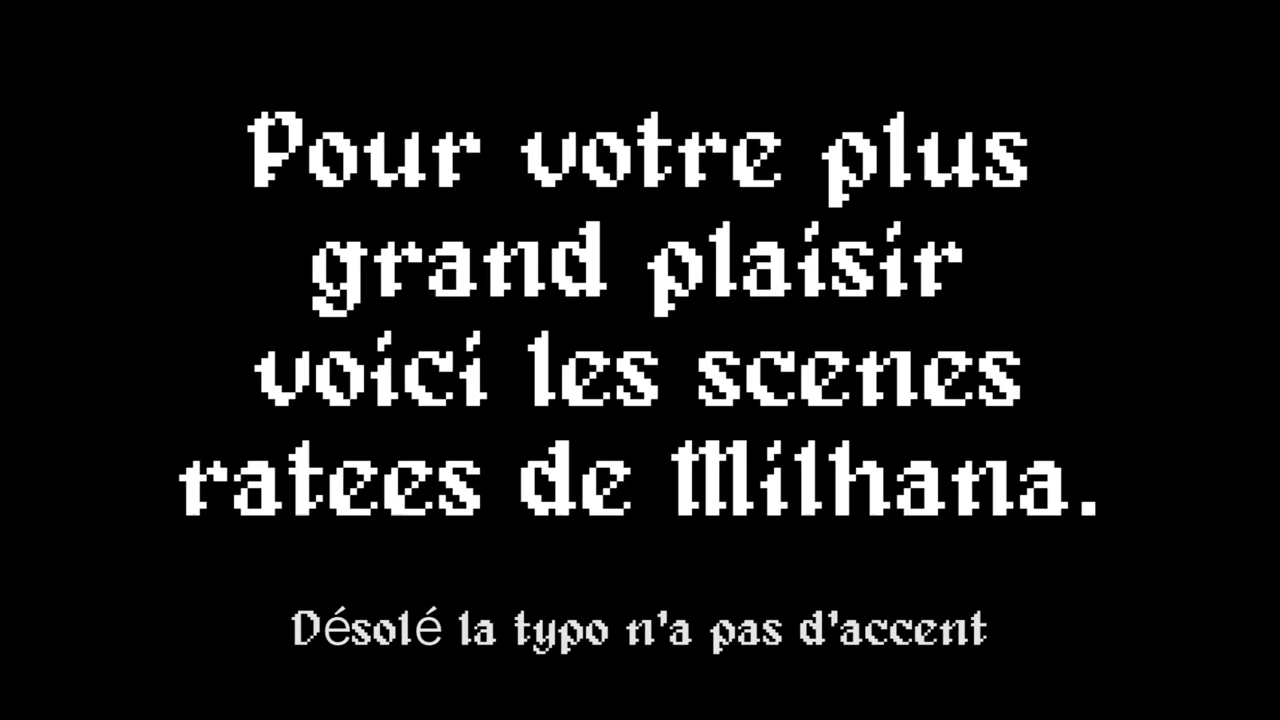 Pour votre plus
grand plaisir
voici les scenes
ratees de Milhana.
Désolé la typo n'a pas d'accent